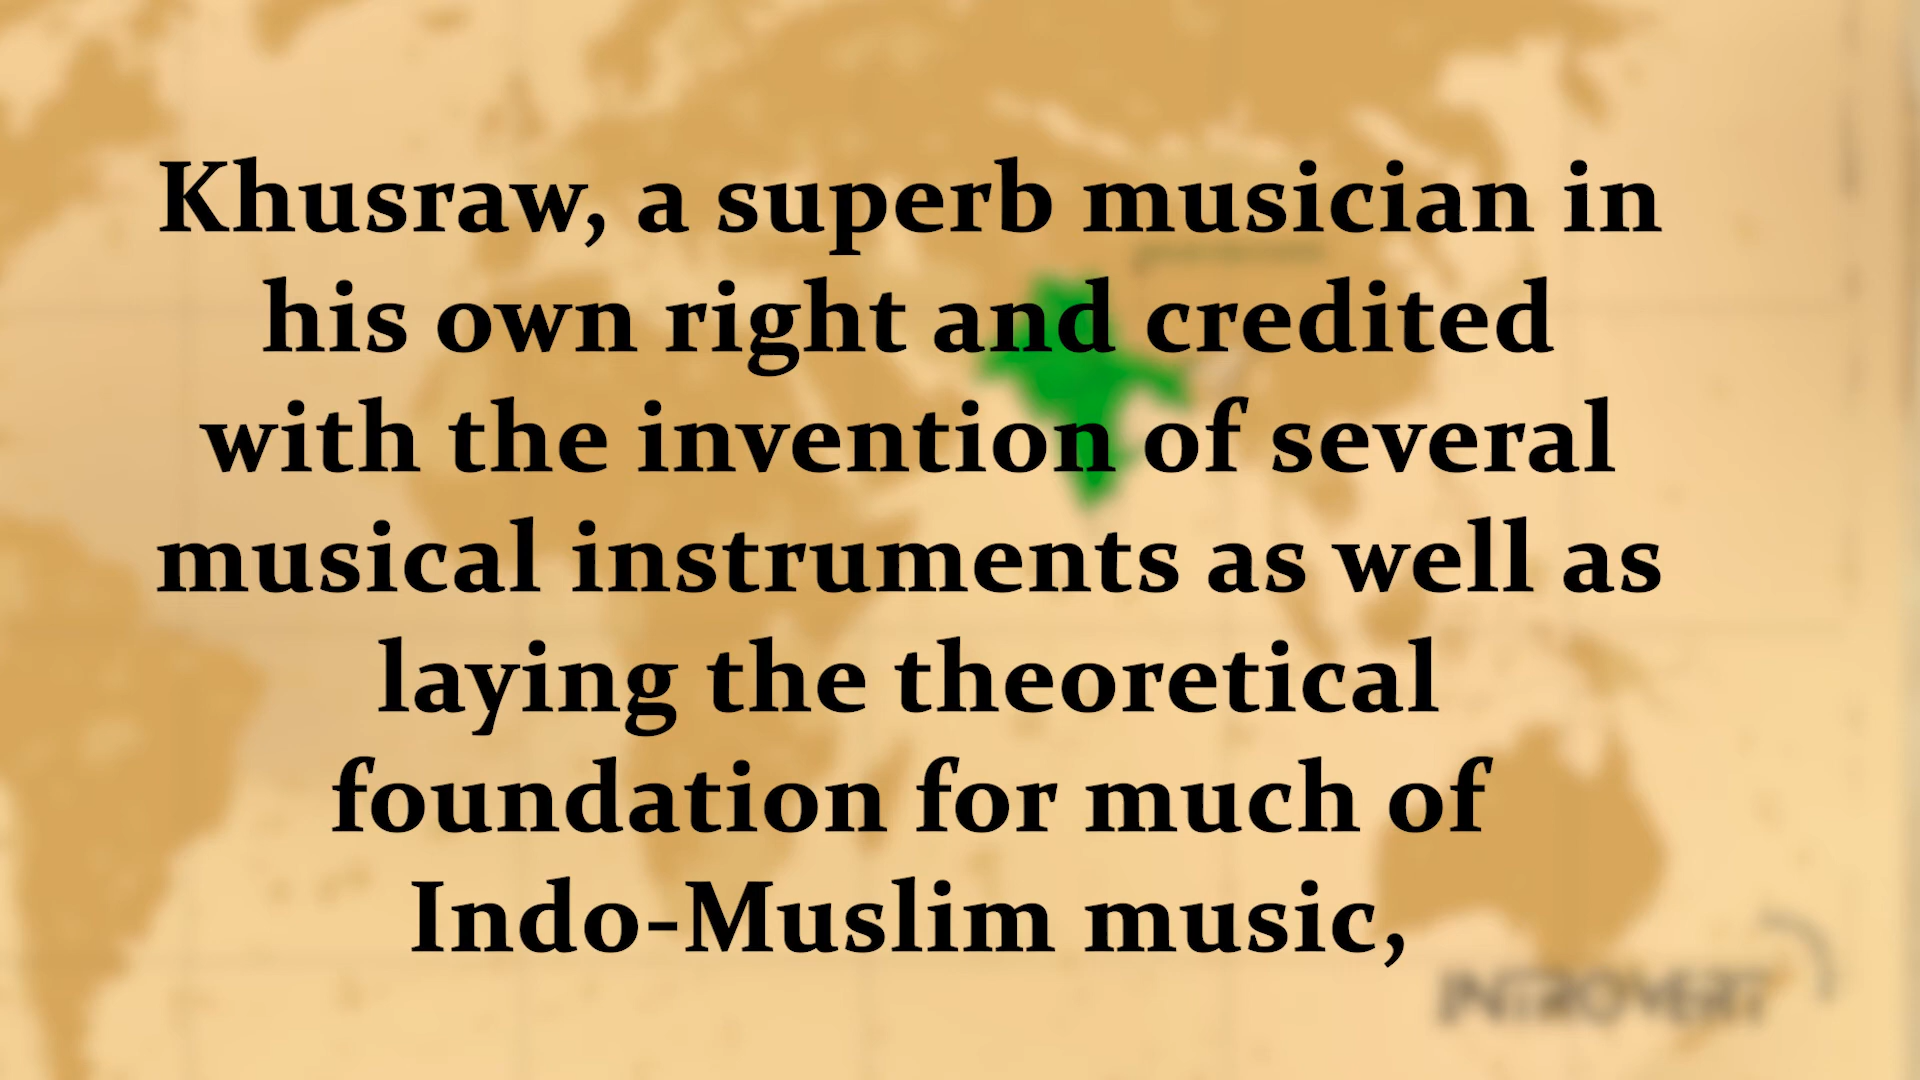 Khusraw, a superb musician in
his own right and credited
with the invention of several
musical instruments as well as
laying the theoretical
foundation for much of
Indo-Muslim music,
INTROVERT